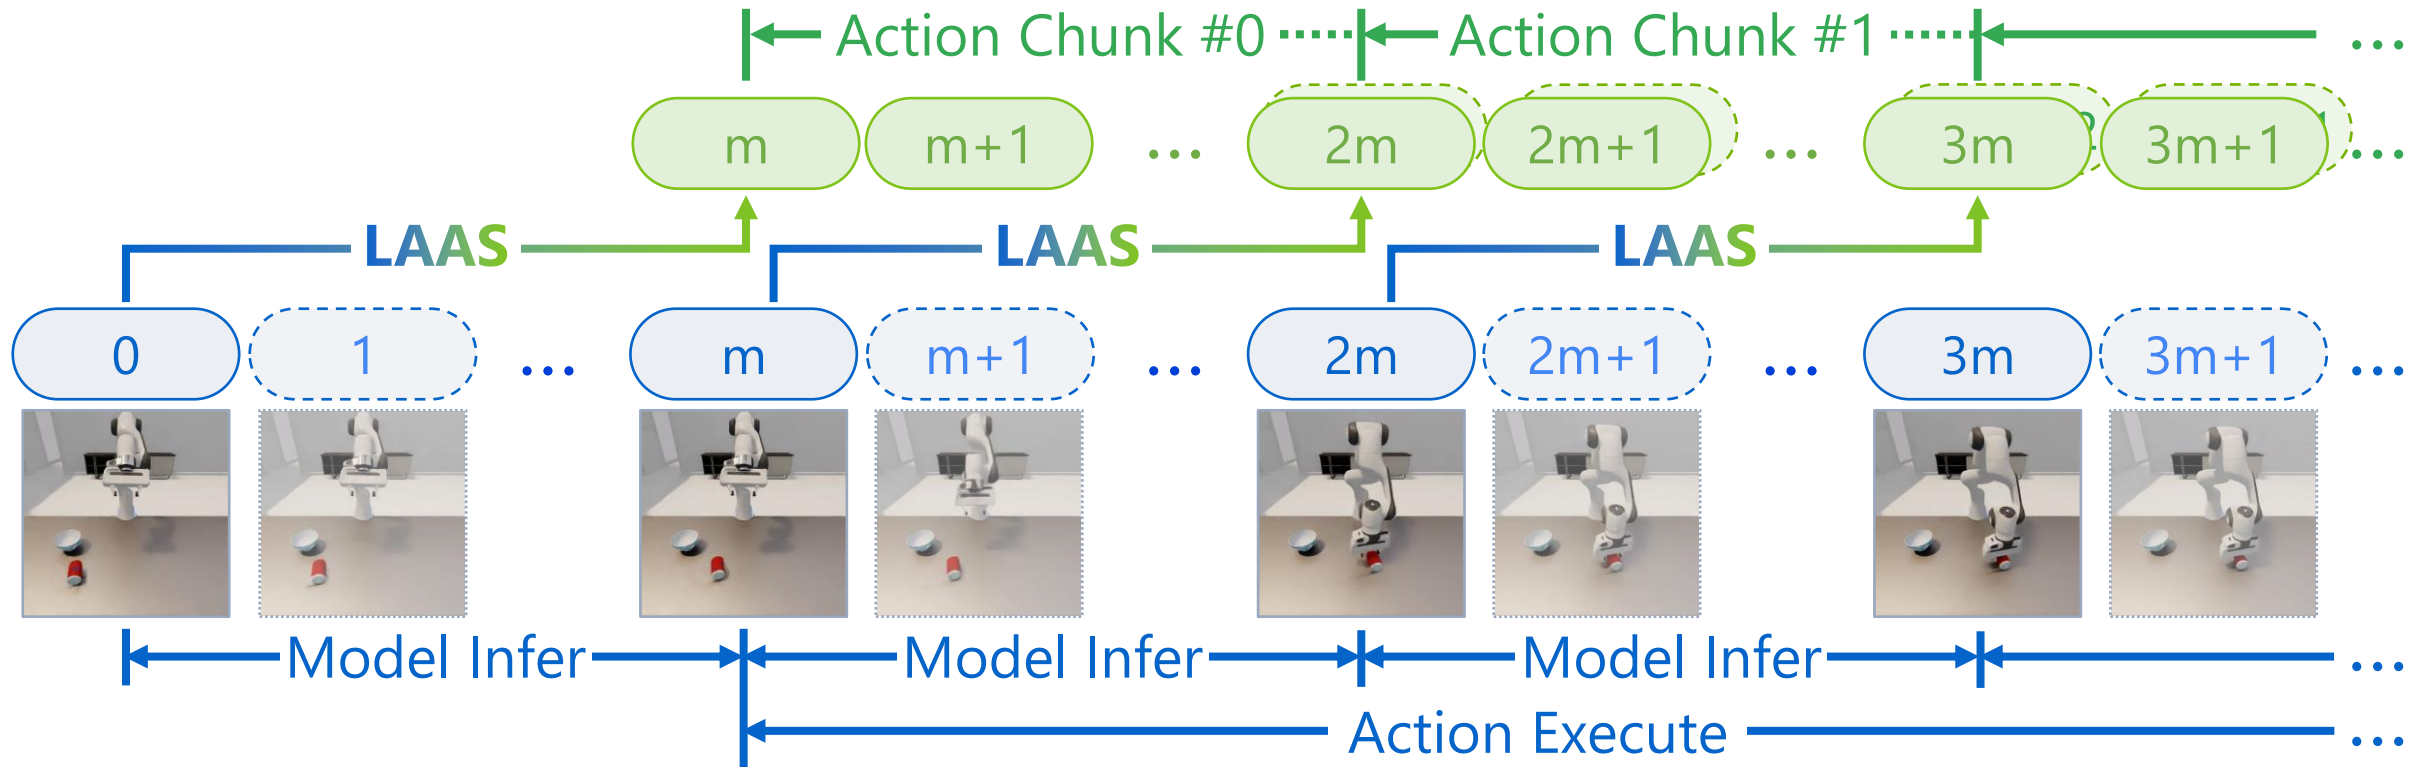 Action Chunk #0 Action Chunk #1 ...
m m+1 ... 2m 2m+1 ... 3m 3m+1 ...
LAAS LAAS LAAS
0 1 ... m m+1 ... 2m 2m+1 ... 3m 3m+1 ...
Model Infer Model Infer Model Infer ...
Action Execute ...